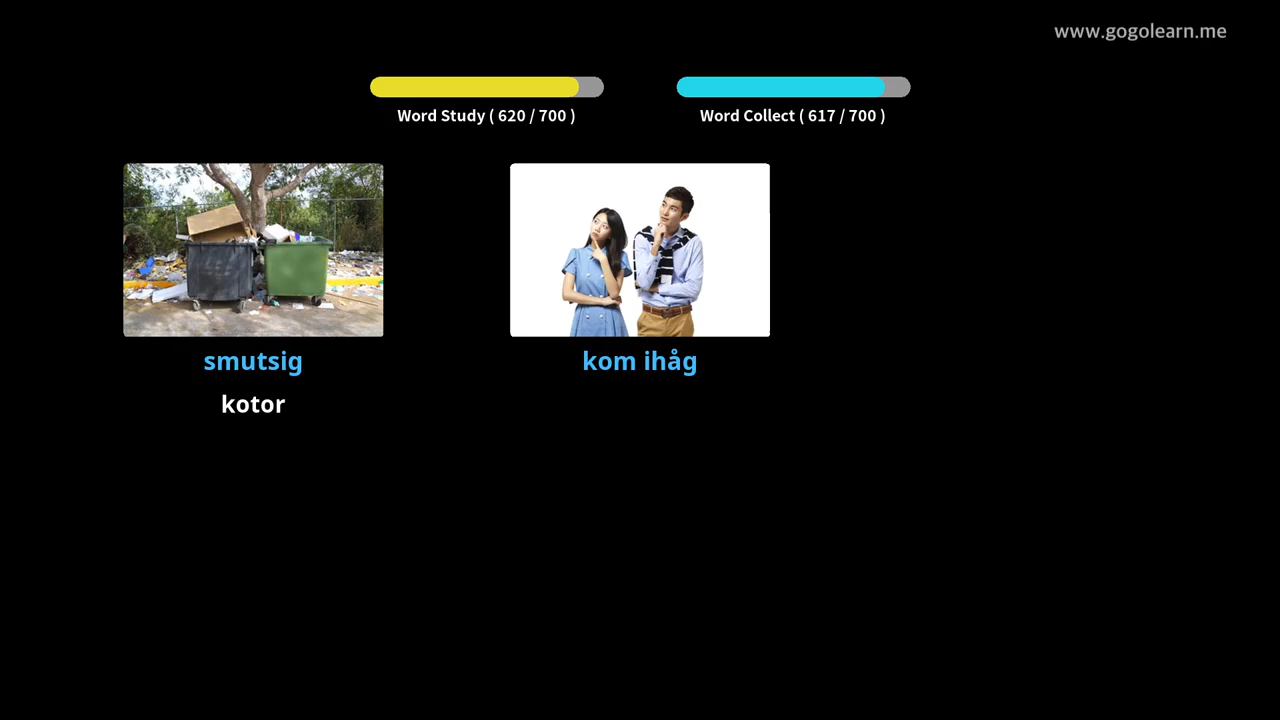 www.gogolearn.me
Word Study ( 620 / 700 )
Word Collect ( 617 / 700 )
smutsig
kotor
kom ihåg